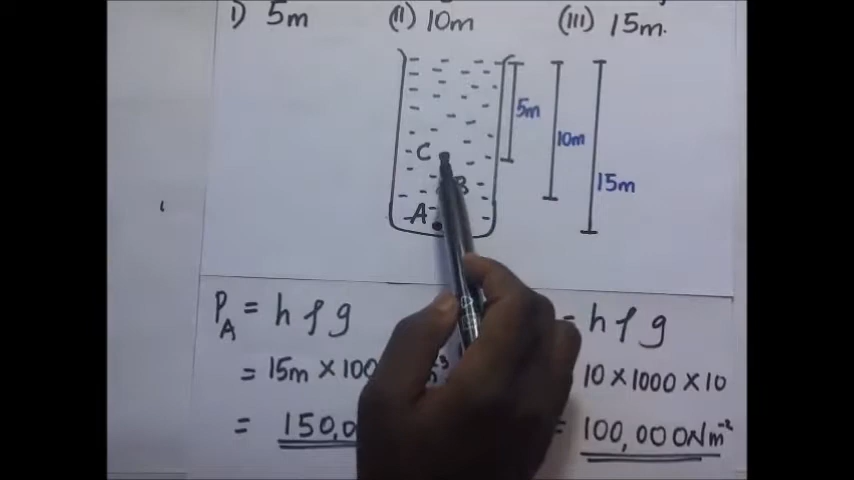 i) 5m (ii) 10m (iii) 15m.
5m
10m
15m
C
B
A
P_A = hρg
= hρg
= 15m × 100
10 × 1000 × 10
= 150,0
= 100,000Nm⁻²